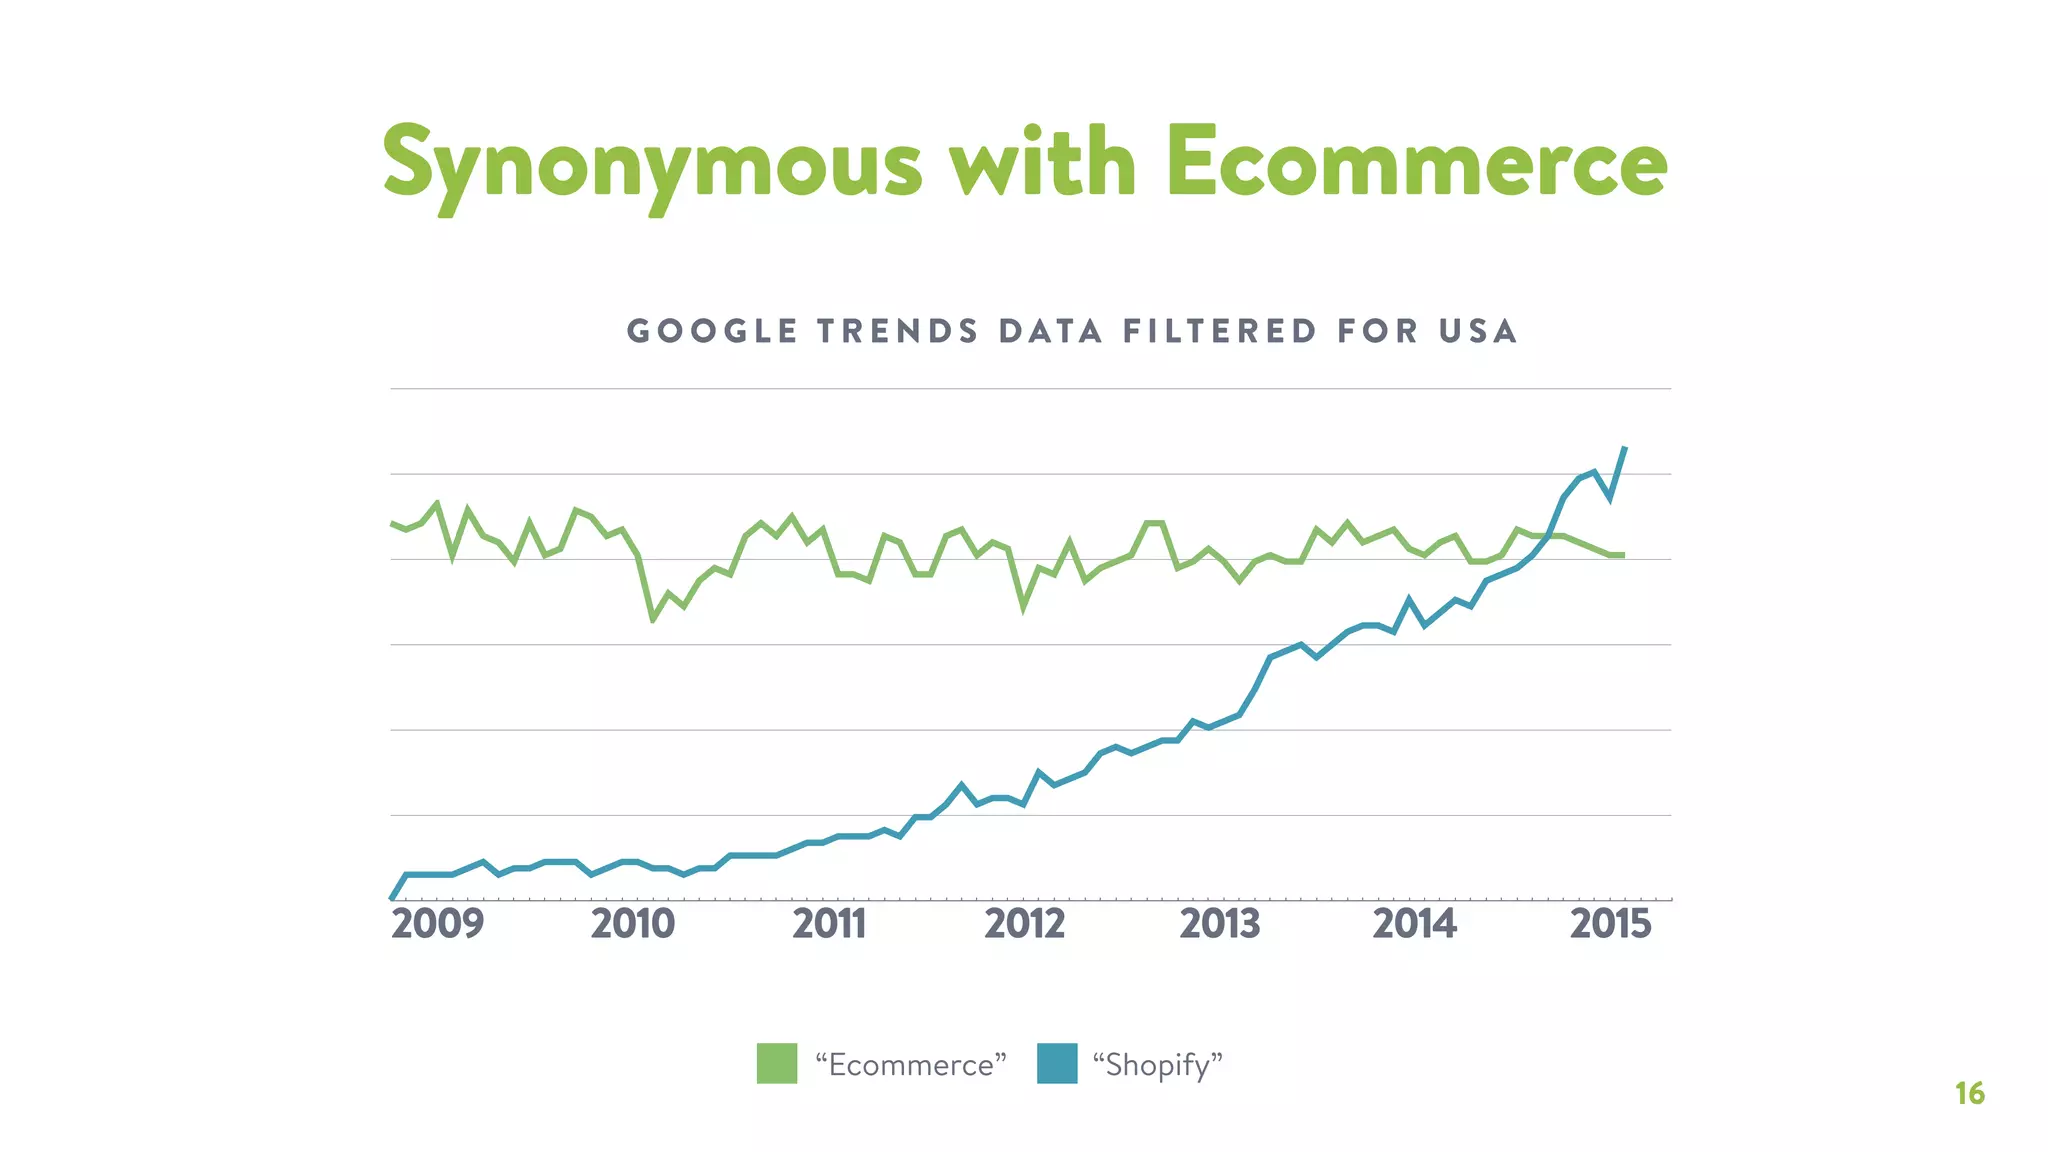 Synonymous with Ecommerce
GOOGLE TRENDS DATA FILTERED FOR USA
2009 2010 2011 2012 2013 2014 2015
“Ecommerce” “Shopify”
16